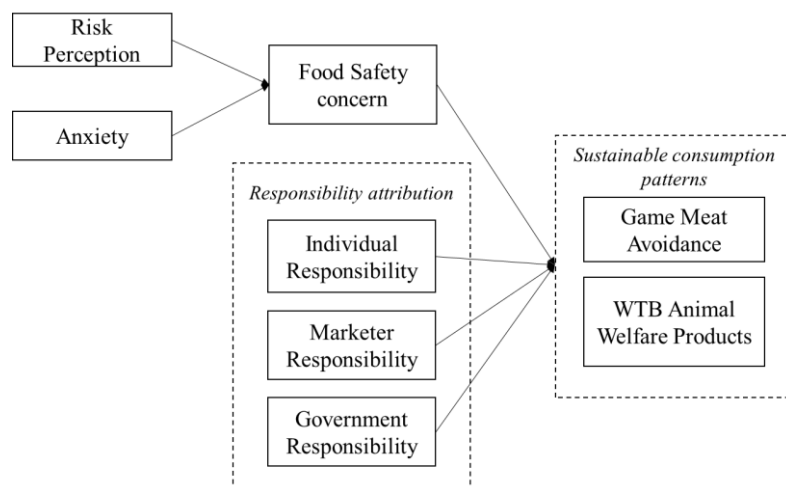 Risk
Perception
Anxiety
Food Safety
concern
Responsibility attribution
Individual
Responsibility
Marketer
Responsibility
Government
Responsibility
Sustainable consumption
patterns
Game Meat
Avoidance
WTB Animal
Welfare Products